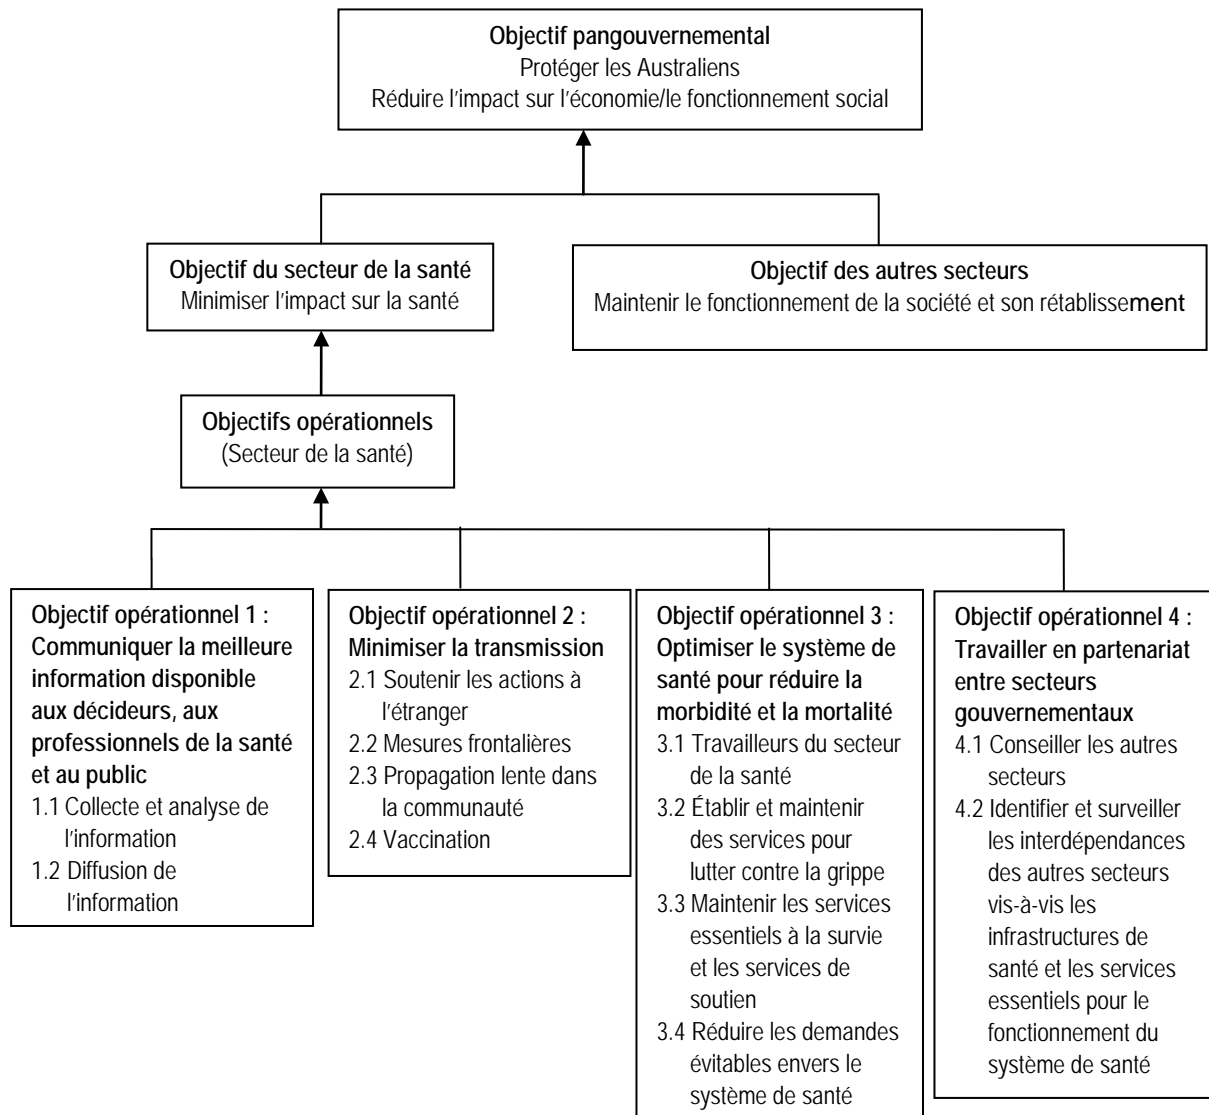 Objectif pangouvernemental
Protéger les Australiens
Réduire l'impact sur l'économie/le fonctionnement social
Objectif du secteur de la santé
Minimiser l'impact sur la santé
Objectif des autres secteurs
Maintenir le fonctionnement de la société et son rétablissement
Objectifs opérationnels
(Secteur de la santé)
Objectif opérationnel 1 :
Communiquer la meilleure
information disponible
aux décideurs, aux
professionnels de la santé
et au public
1.1 Collecte et analyse de
l'information
1.2 Diffusion de
l'information
Objectif opérationnel 2 :
Minimiser la transmission
2.1 Soutenir les actions à
l'étranger
2.2 Mesures frontalières
2.3 Propagation lente dans
la communauté
2.4 Vaccination
Objectif opérationnel 3 :
Optimiser le système de
santé pour réduire la
morbidité et la mortalité
3.1 Travailleurs du secteur
de la santé
3.2 Établir et maintenir
des services pour
lutter contre la grippe
3.3 Maintenir les services
essentiels à la survie
et les services de
soutien
3.4 Réduire les demandes
évitables envers le
système de santé
Objectif opérationnel 4 :
Travailler en partenariat
entre secteurs
gouvernementaux
4.1 Conseiller les autres
secteurs
4.2 Identifier et surveiller
les interdépendances
des autres secteurs
vis-à-vis les
infrastructures de
santé et les services
essentiels pour le
fonctionnement du
système de santé